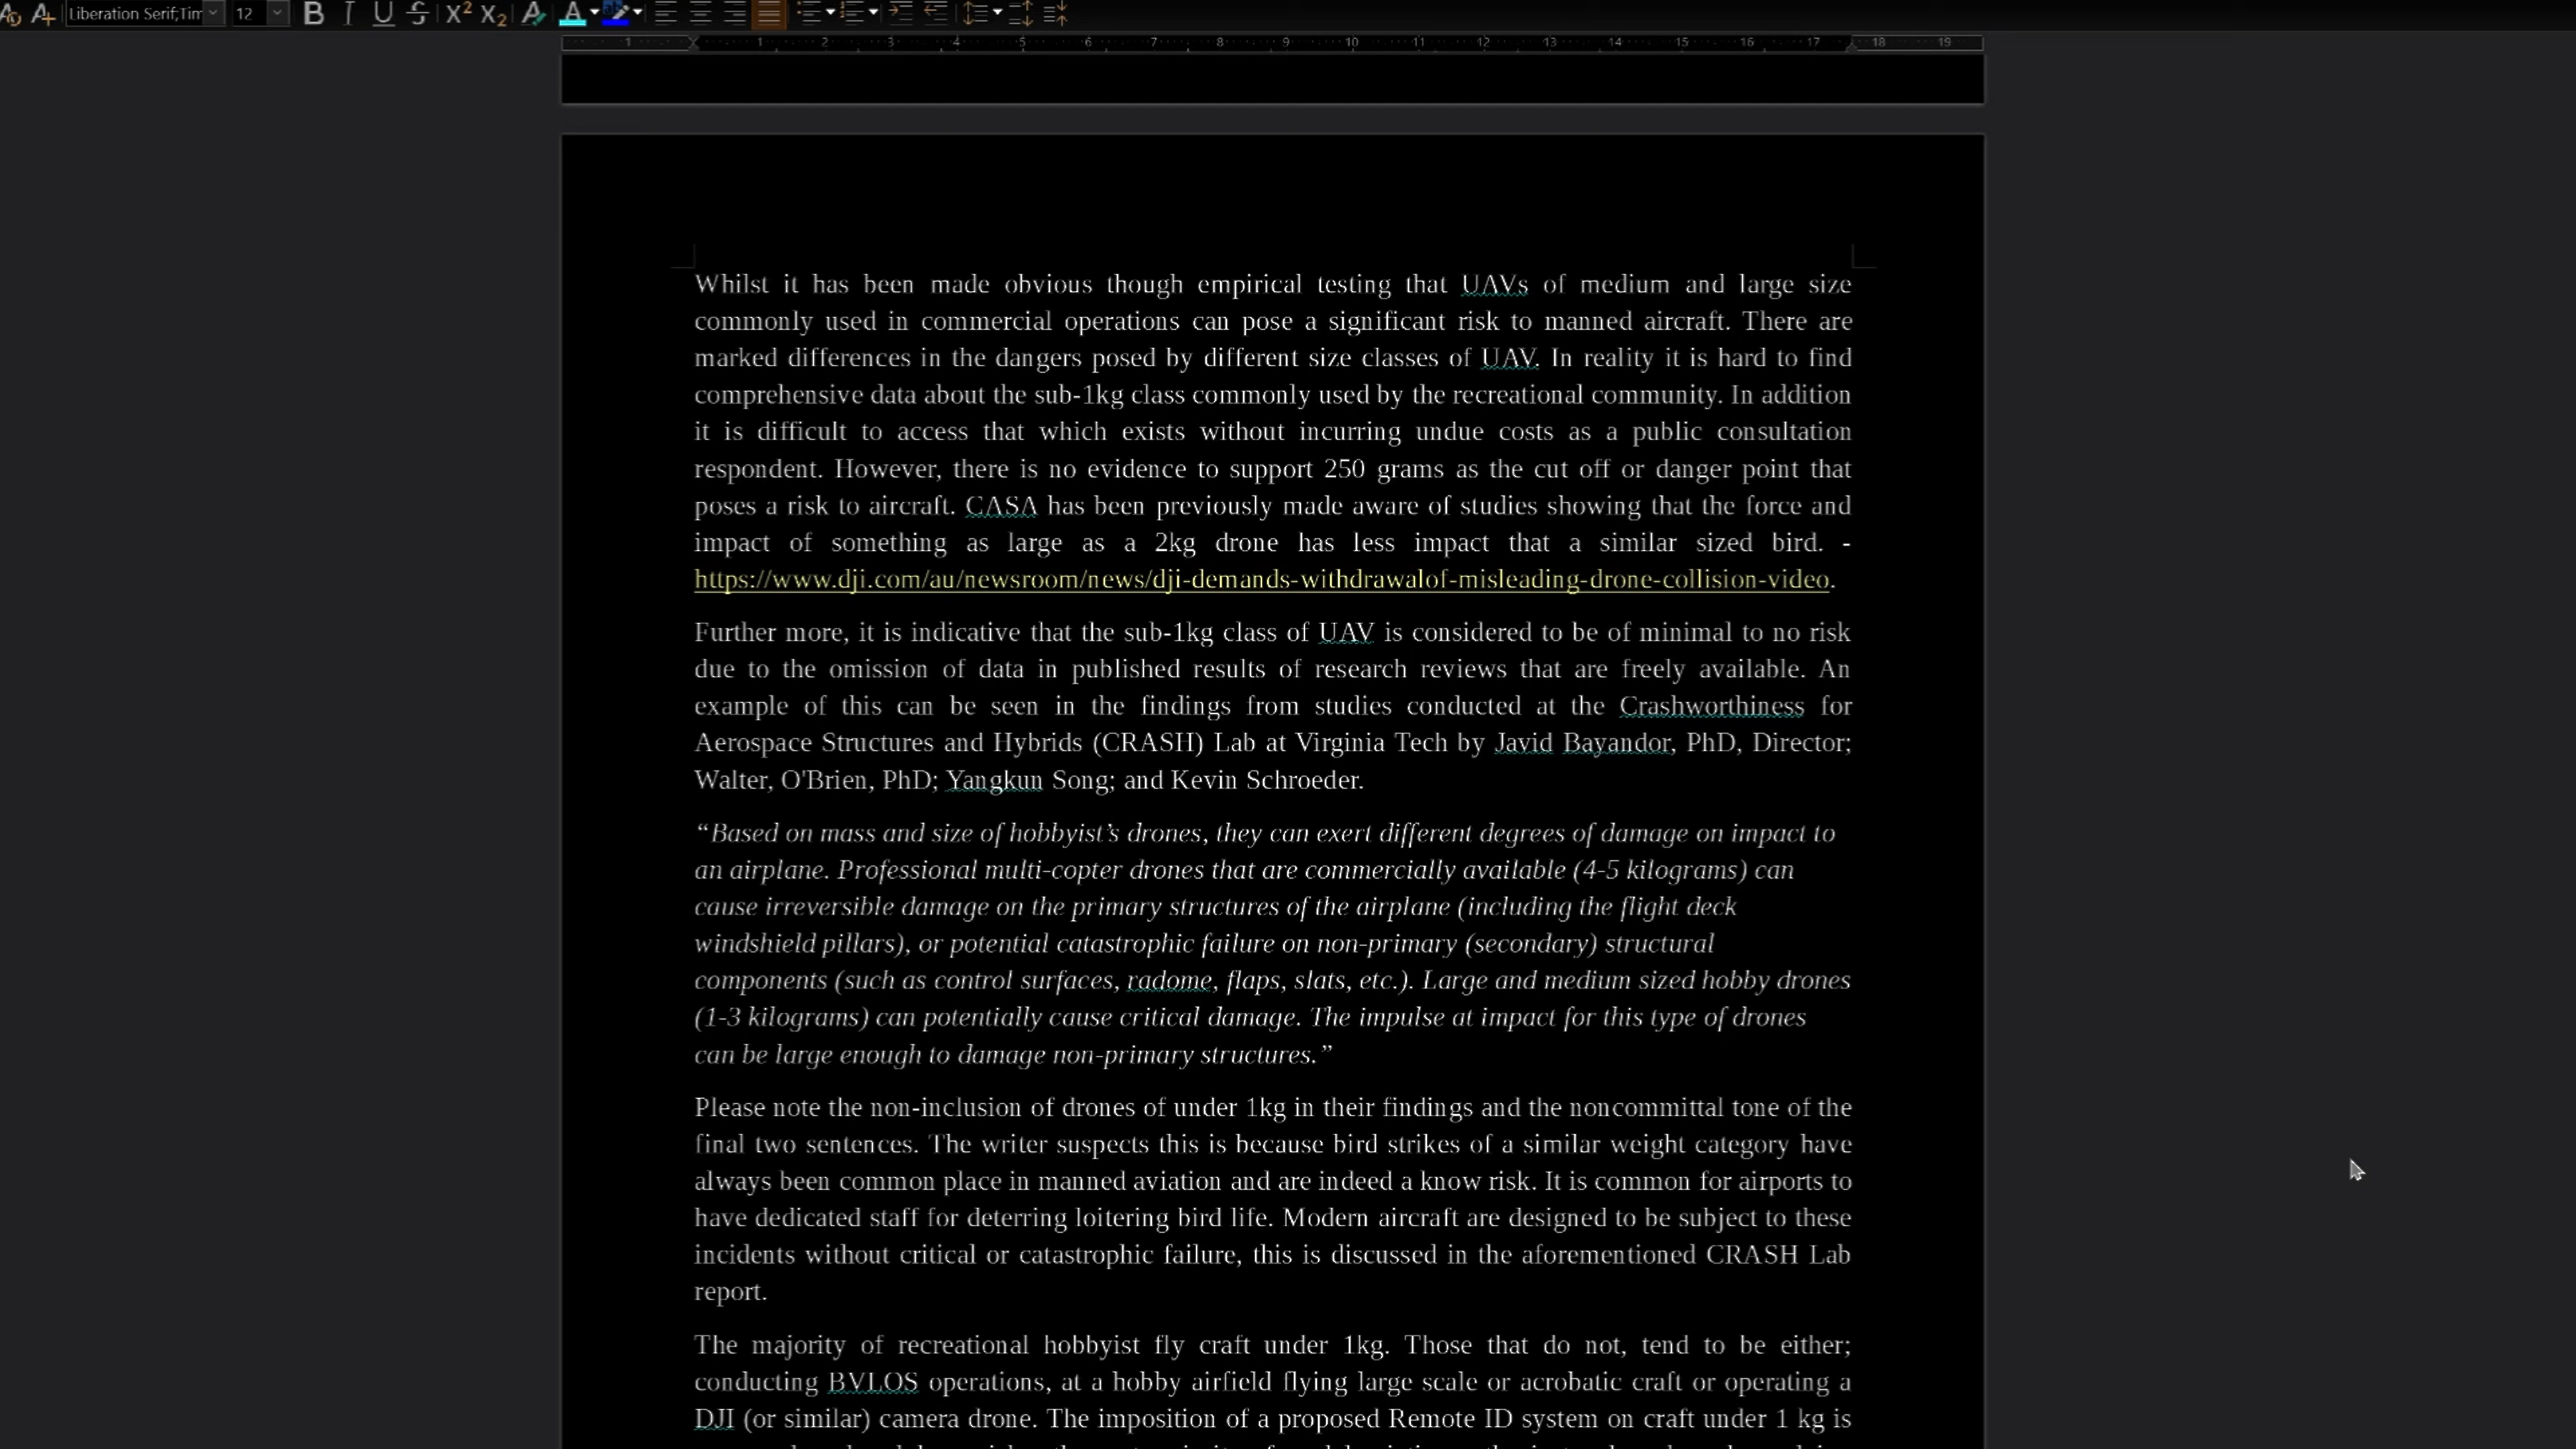 Liberation Serif;Tim 12
1 1 2 3 4 5 6 7 8 9 10 11 12 13 14 15 16 17 18 19
Whilst it has been made obvious though empirical testing that UAVs of medium and large size
commonly used in commercial operations can pose a significant risk to manned aircraft. There are
marked differences in the dangers posed by different size classes of UAV. In reality it is hard to find
comprehensive data about the sub-1kg class commonly used by the recreational community. In addition
it is difficult to access that which exists without incurring undue costs as a public consultation
respondent. However, there is no evidence to support 250 grams as the cut off or danger point that
poses a risk to aircraft. CASA has been previously made aware of studies showing that the force and
impact of something as large as a 2kg drone has less impact that a similar sized bird. -
https://www.dji.com/au/newsroom/news/dji-demands-withdrawalof-misleading-drone-collision-video.
Further more, it is indicative that the sub-1kg class of UAV is considered to be of minimal to no risk
due to the omission of data in published results of research reviews that are freely available. An
example of this can be seen in the findings from studies conducted at the Crashworthiness for
Aerospace Structures and Hybrids (CRASH) Lab at Virginia Tech by Javid Bayandor, PhD, Director;
Walter, O'Brien, PhD; Yangkun Song; and Kevin Schroeder.
“Based on mass and size of hobbyist’s drones, they can exert different degrees of damage on impact to
an airplane. Professional multi-copter drones that are commercially available (4-5 kilograms) can
cause irreversible damage on the primary structures of the airplane (including the flight deck
windshield pillars), or potential catastrophic failure on non-primary (secondary) structural
components (such as control surfaces, radome, flaps, slats, etc.). Large and medium sized hobby drones
(1-3 kilograms) can potentially cause critical damage. The impulse at impact for this type of drones
can be large enough to damage non-primary structures.”
Please note the non-inclusion of drones of under 1kg in their findings and the noncommittal tone of the
final two sentences. The writer suspects this is because bird strikes of a similar weight category have
always been common place in manned aviation and are indeed a know risk. It is common for airports to
have dedicated staff for deterring loitering bird life. Modern aircraft are designed to be subject to these
incidents without critical or catastrophic failure, this is discussed in the aforementioned CRASH Lab
report.
The majority of recreational hobbyist fly craft under 1kg. Those that do not, tend to be either;
conducting BVLOS operations, at a hobby airfield flying large scale or acrobatic craft or operating a
DJI (or similar) camera drone. The imposition of a proposed Remote ID system on craft under 1 kg is